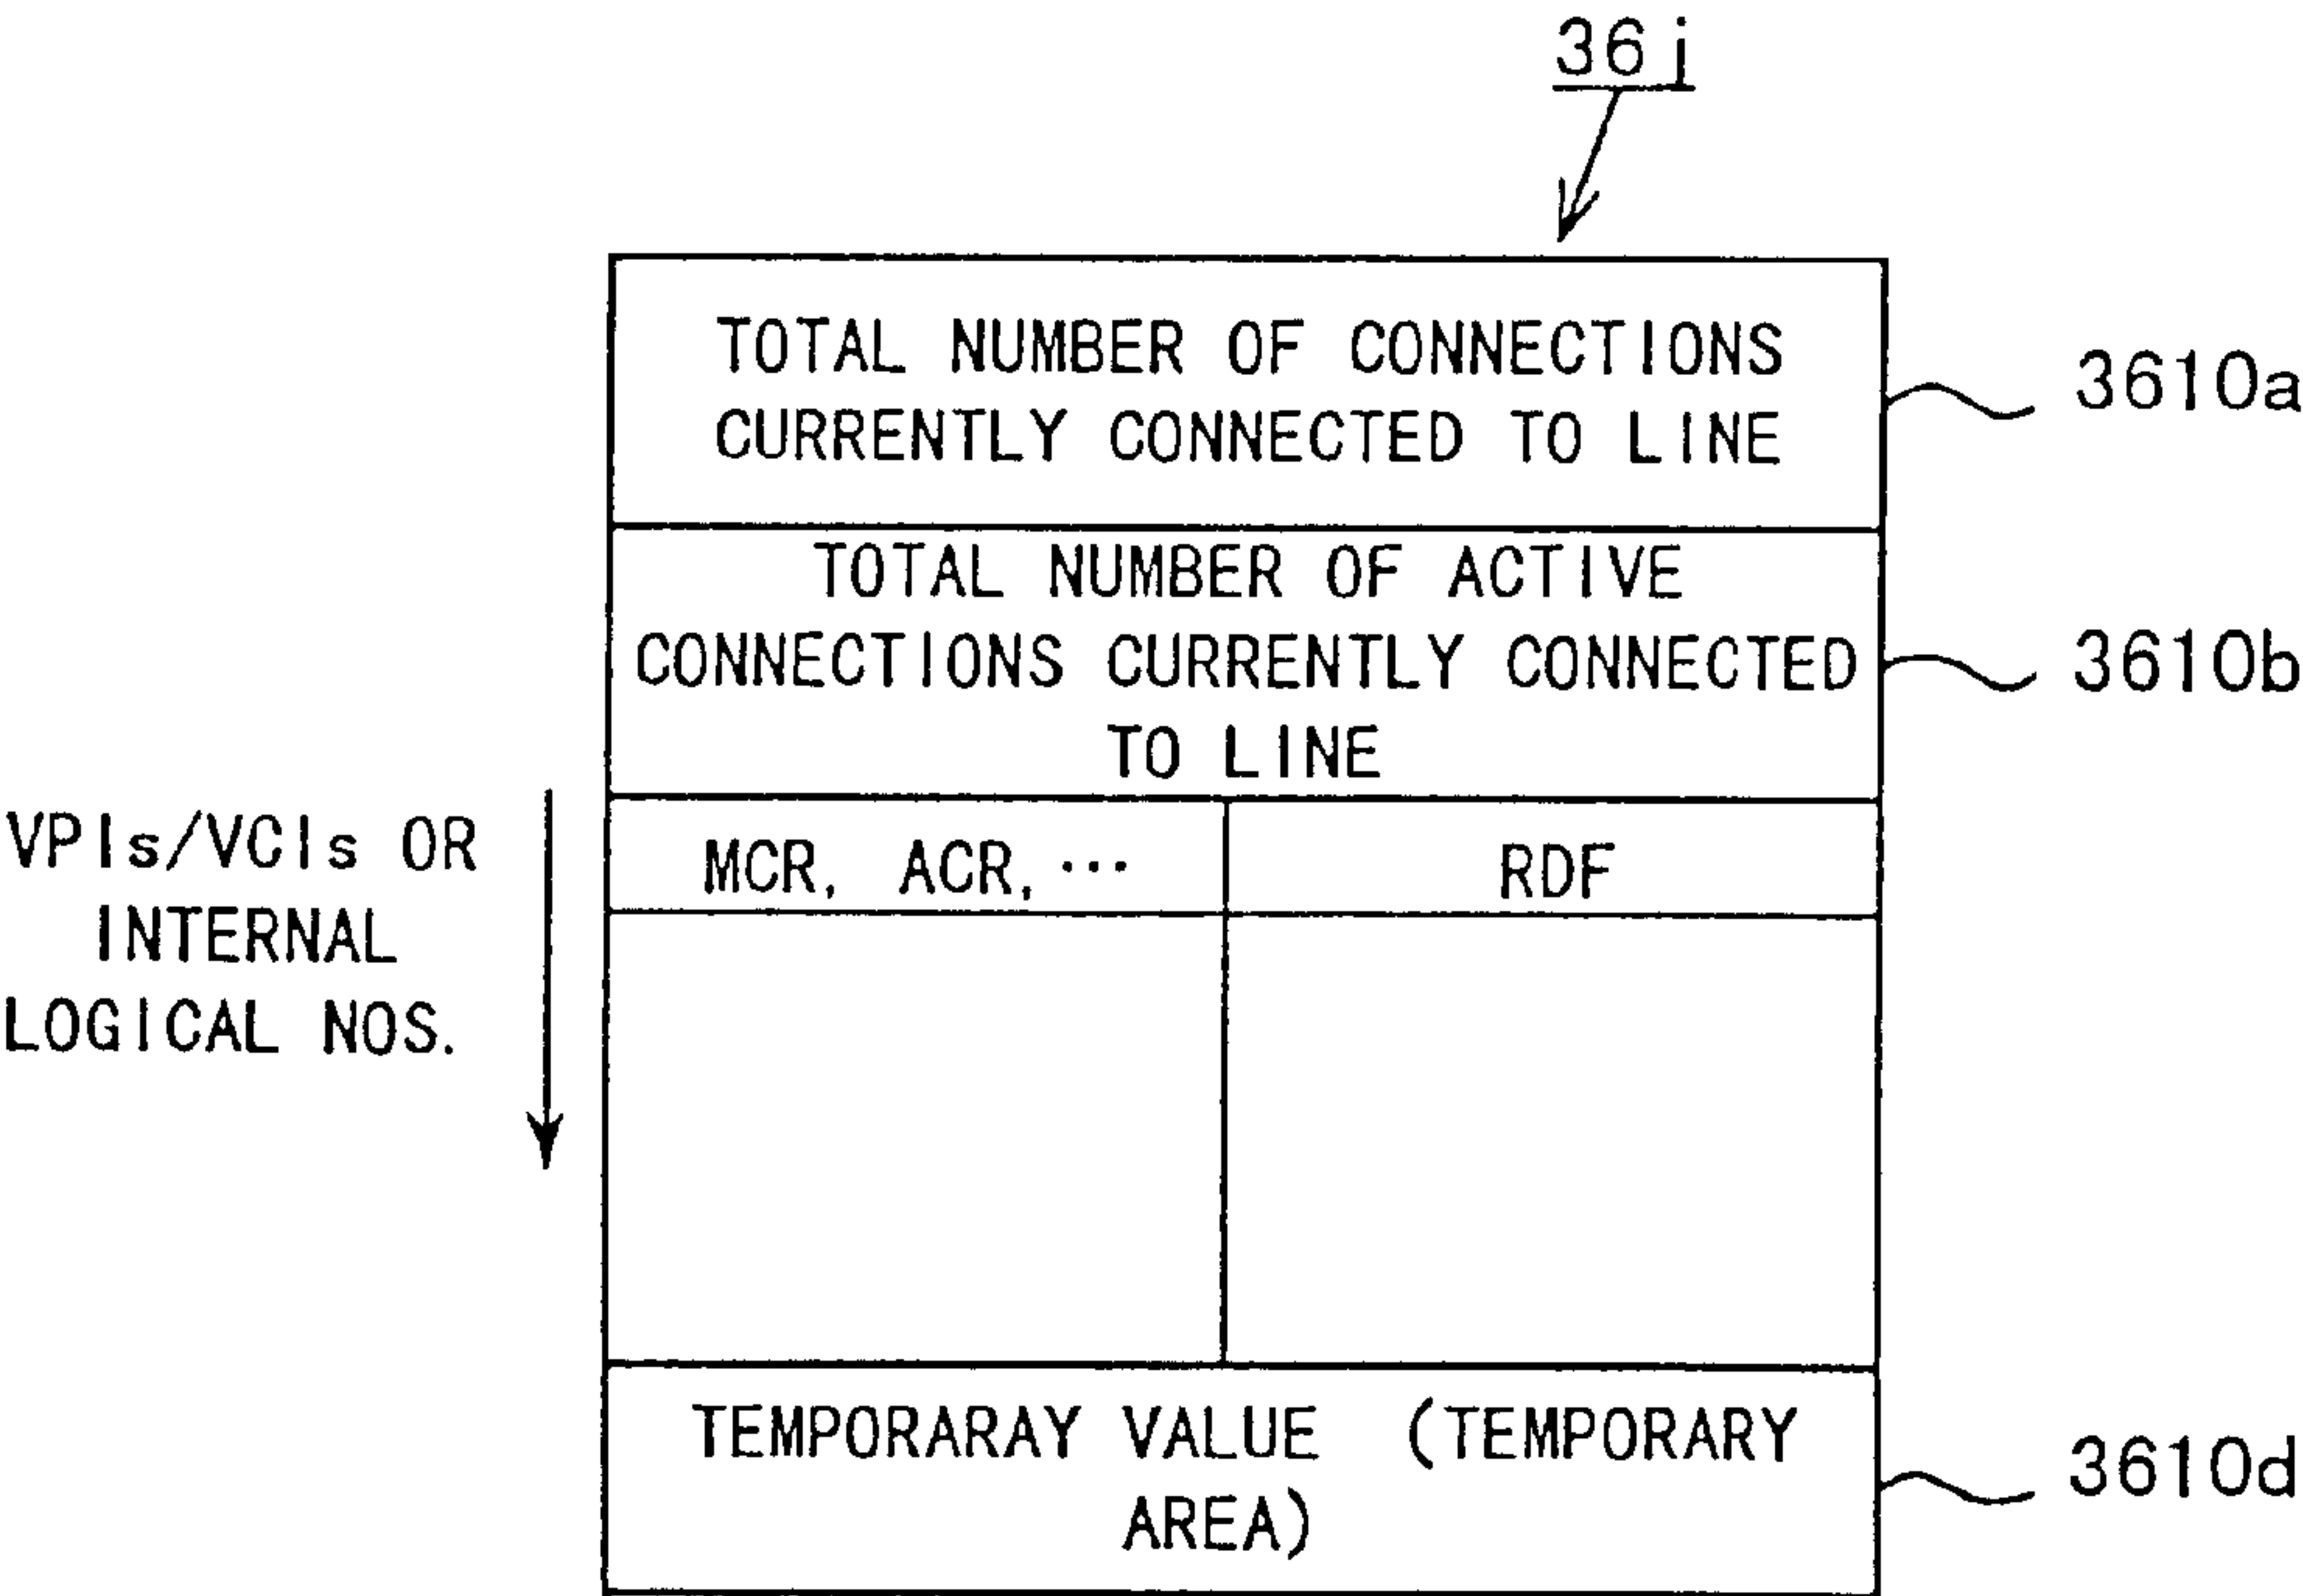 36j
TOTAL NUMBER OF CONNECTIONS
CURRENTLY CONNECTED TO LINE
3610a
TOTAL NUMBER OF ACTIVE
CONNECTIONS CURRENTLY CONNECTED
TO LINE
3610b
VPIs/VCIs OR
INTERNAL
LOGICAL NOS.
MCR, ACR, ···
RDF
TEMPORARAY VALUE (TEMPORARY
AREA)
3610d